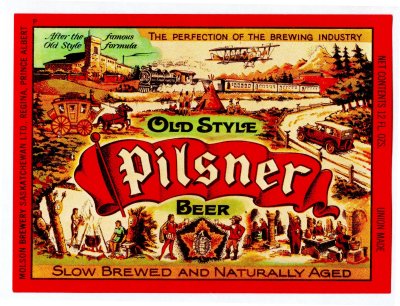 After the famous
Old Style formula
THE PERFECTION OF THE BREWING INDUSTRY
OLD STYLE
Pilsner
BEER
SLOW BREWED AND NATURALLY AGED
MOLSON BREWERY SASKATCHEWAN LTD. REGINA, PRINCE ALBERT
NET CONTENTS 12 FL. OZS.
UNION MADE